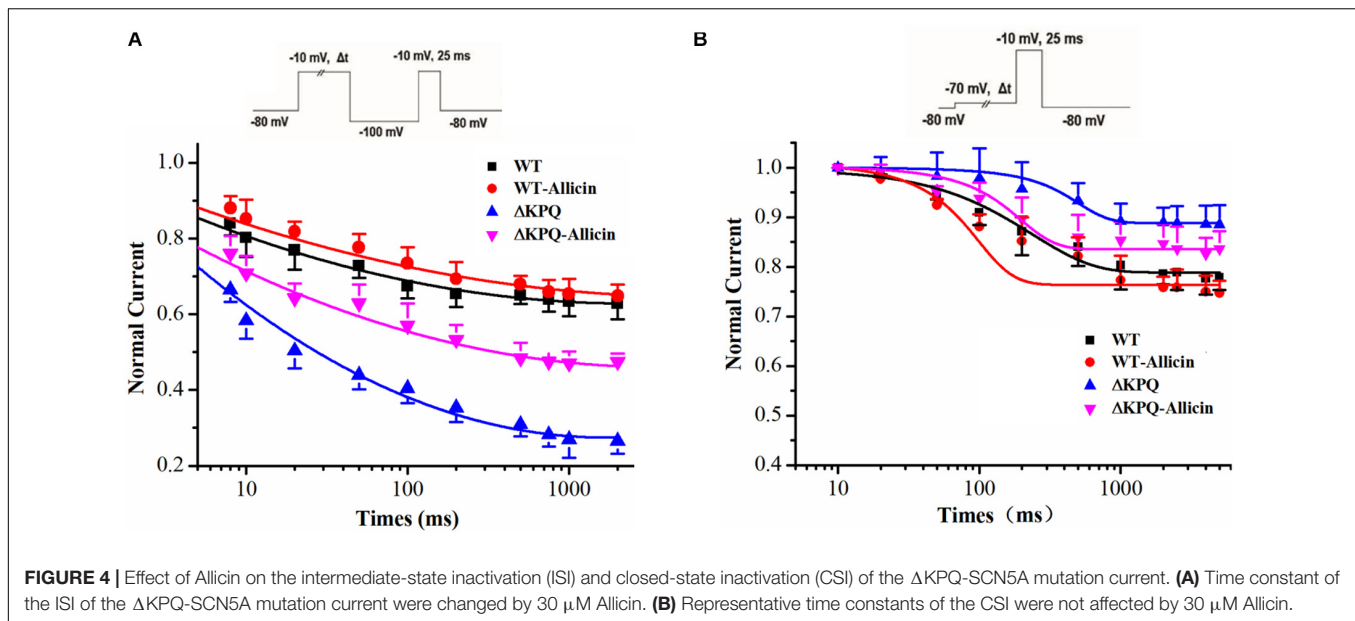 A
-10 mV, Δt
-10 mV, 25 ms
-80 mV
-100 mV
-80 mV
WT
WT-Allicin
ΔKPQ
ΔKPQ-Allicin
Normal Current
1.0
0.8
0.6
0.4
0.2
10
100
1000
Times (ms)
B
-10 mV, 25 ms
-70 mV, Δt
-80 mV
-80 mV
Normal Current
1.0
0.9
0.8
0.7
0.6
0.5
0.4
WT
WT-Allicin
ΔKPQ
ΔKPQ-Allicin
10
100
1000
Times（ms）
FIGURE 4 | Effect of Allicin on the intermediate-state inactivation (ISI) and closed-state inactivation (CSI) of the ΔKPQ-SCN5A mutation current. (A) Time constant of
the ISI of the ΔKPQ-SCN5A mutation current were changed by 30 μM Allicin. (B) Representative time constants of the CSI were not affected by 30 μM Allicin.